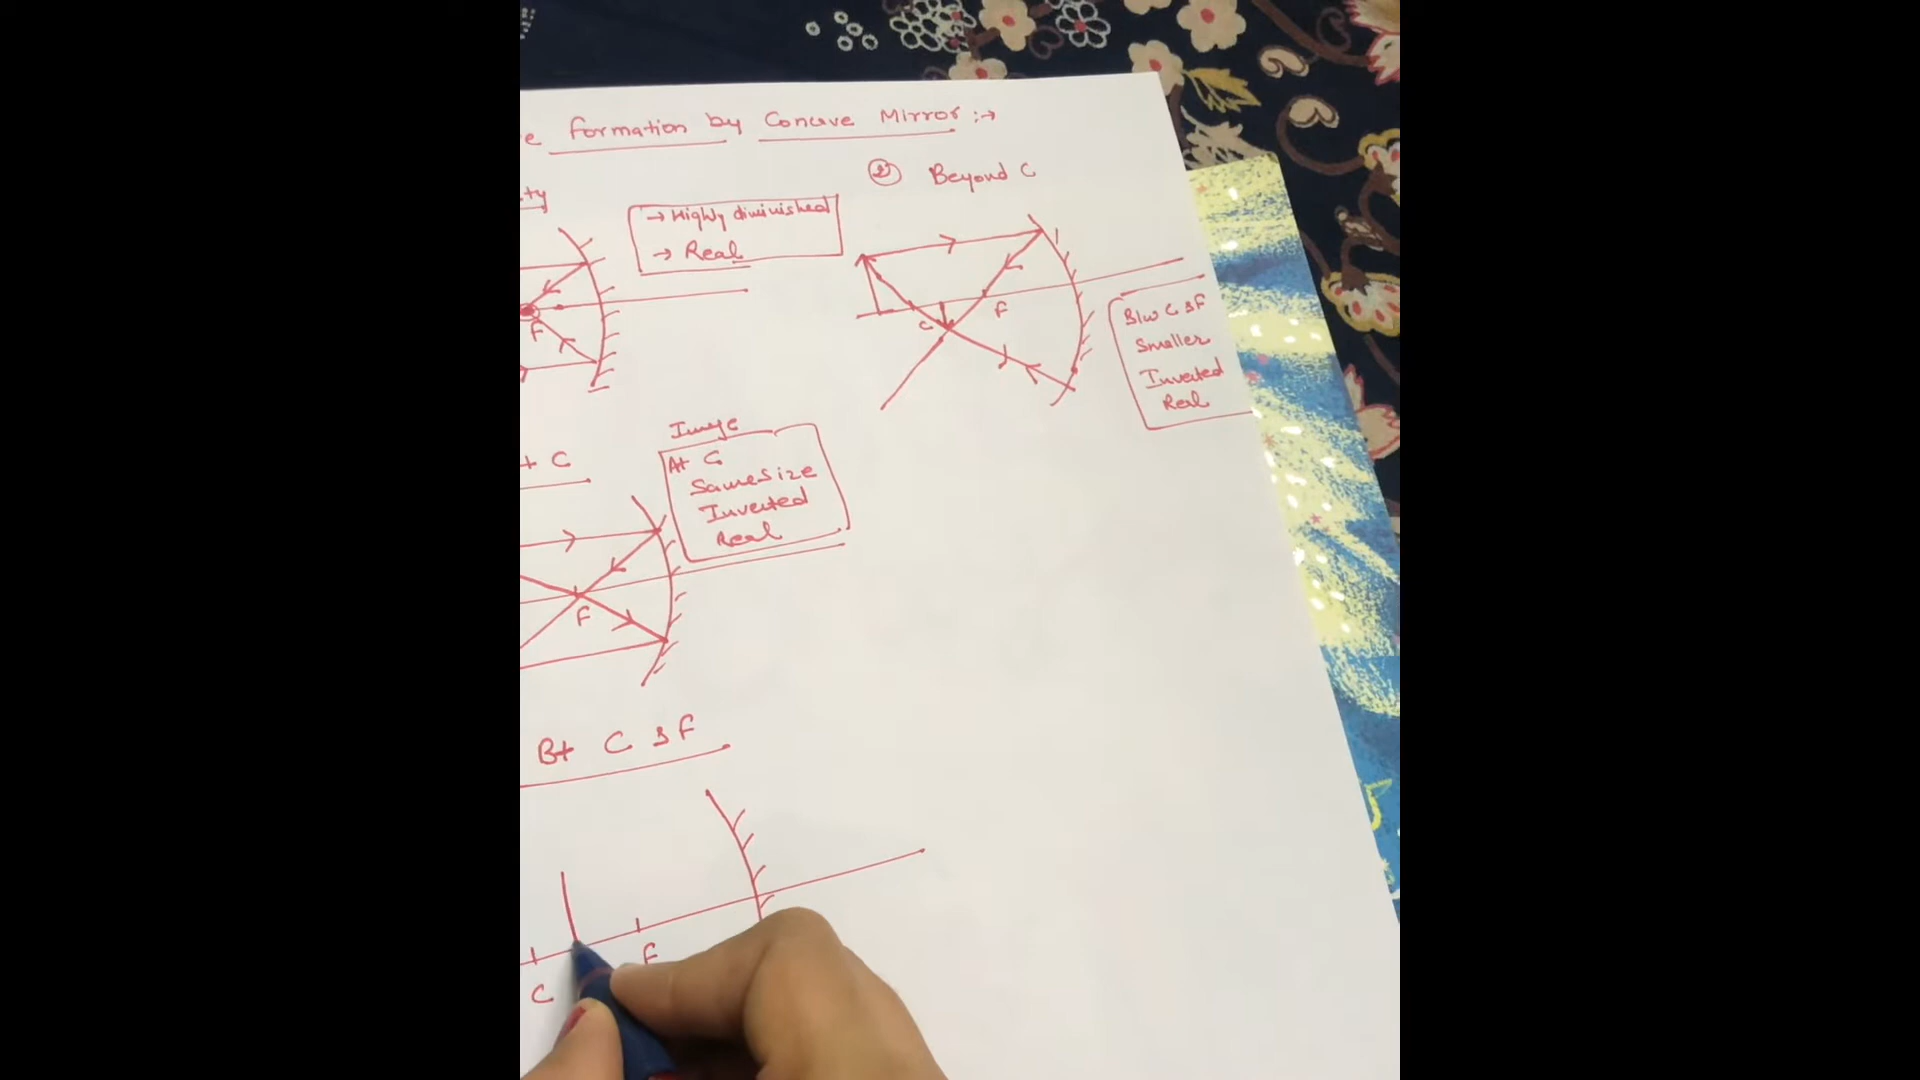 e formation by Concave Mirror :→
ty
→ Highly diminished
→ Real
F
② Beyond C
C
F
B/w C & F
Smaller
Inverted
Real
t C
Image
At C
Same size
Inverted
Real
F
Bt C & F
C
F